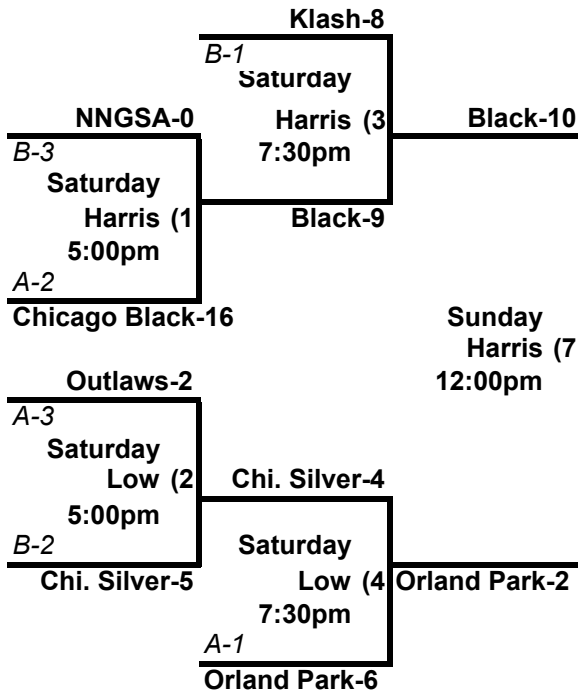 Klash-8
B-1
Saturday
NNGSA-0
Harris (3
Black-10
B-3
7:30pm
Saturday
Harris (1
Black-9
5:00pm
A-2
Chicago Black-16
Sunday
Harris (7
Outlaws-2
12:00pm
A-3
Saturday
Low (2
Chi. Silver-4
5:00pm
B-2
Saturday
Chi. Silver-5
Low (4
Orland Park-2
7:30pm
A-1
Orland Park-6